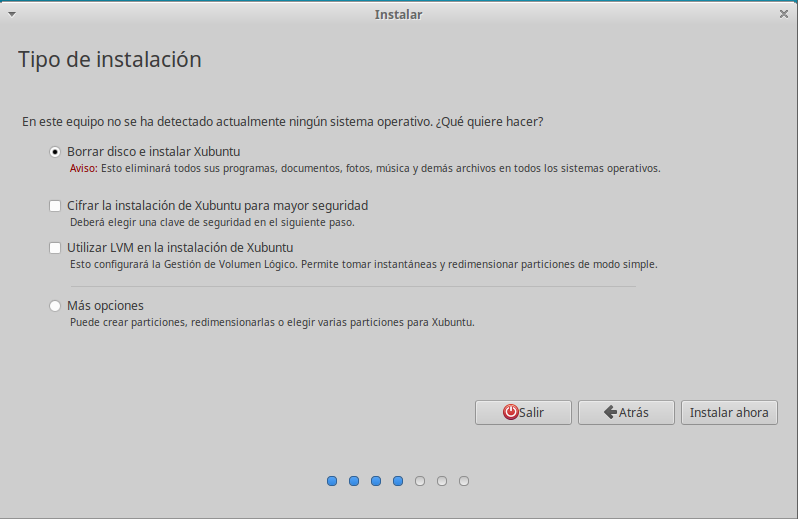 Instalar
Tipo de instalación
En este equipo no se ha detectado actualmente ningún sistema operativo. ¿Qué quiere hacer?
Borrar disco e instalar Xubuntu
Aviso: Esto eliminará todos sus programas, documentos, fotos, música y demás archivos en todos los sistemas operativos.
Cifrar la instalación de Xubuntu para mayor seguridad
Deberá elegir una clave de seguridad en el siguiente paso.
Utilizar LVM en la instalación de Xubuntu
Esto configurará la Gestión de Volumen Lógico. Permite tomar instantáneas y redimensionar particiones de modo simple.
Más opciones
Puede crear particiones, redimensionarlas o elegir varias particiones para Xubuntu.
Salir Atrás Instalar ahora